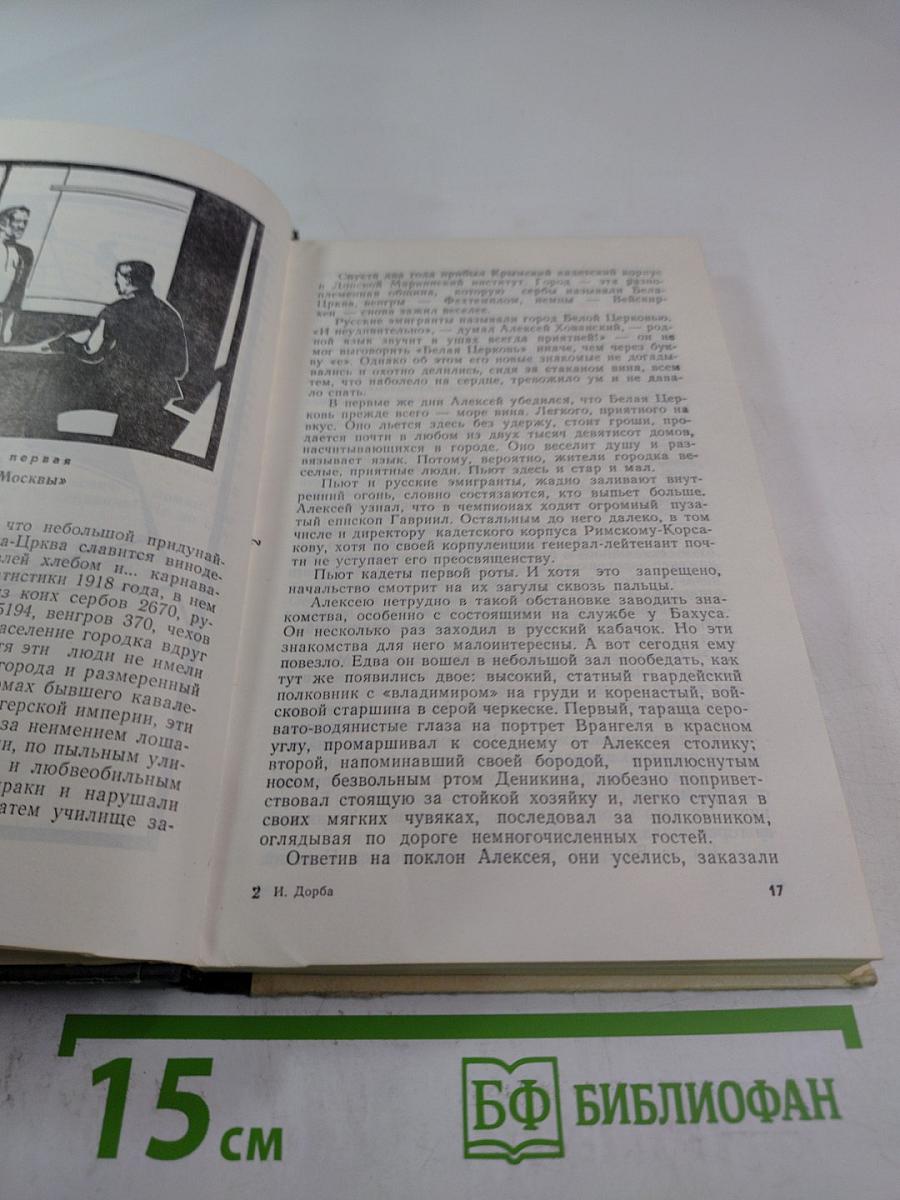 первая
Москвы»
что небольшой придунай-
а-Црква славится виноде-
лей хлебом и... карнава-
атистики 1918 года, в нем
из коих сербов 2670, ру-
5194, венгров 370, чехов
аселение городка вдруг
тя эти люди не имели
города и размеренный
омах бывшего кавале-
герской империи, эти
за неимением лоша-
и, по пыльным ули-
и любвеобильным
раки и нарушали
атем училище за-
Спустя два года прибыл Крымский кадетский корпус
и Донской Мариинский институт. Город — эта разно-
племенная община, которую сербы называли Бела-
Црква, венгры — Фехтемплом, немцы — Вейскир-
хен — снова зажил веселее.
Русские эмигранты называли город Белой Церковью.
«И неудивительно», — думал Алексей Хованский, — род-
ной язык звучит в ушах всегда приятней!» — он не
мог выговорить «Белая Церковь» иначе, чем через бук-
ву «е». Однако об этом его новые знакомые не догады-
вались и охотно делились, сидя за стаканом вина, всем
тем, что наболело на сердце, тревожило ум и не дава-
ло спать.
В первые же дни Алексей убедился, что Белая Цер-
ковь прежде всего — море вина. Легкого, приятного на
вкус. Оно льется здесь без удержу, стоит гроши, про-
дается почти в любом из двух тысяч девятисот домов,
насчитывающихся в городе. Оно веселит душу и раз-
вязывает язык. Потому, вероятно, жители городка ве-
селые, приятные люди. Пьют здесь и стар и мал.
Пьют и русские эмигранты, жадно заливают внут-
ренний огонь, словно состязаются, кто выпьет больше.
Алексей узнал, что в чемпионах ходит огромный пуза-
тый епископ Гавриил. Остальным до него далеко, в том
числе и директору кадетского корпуса Римскому-Корса-
кову, хотя по своей корпуленции генерал-лейтенант поч-
ти не уступает его преосвященству.
Пьют кадеты первой роты. И хотя это запрещено,
начальство смотрит на их загулы сквозь пальцы.
Алексею нетрудно в такой обстановке заводить зна-
комства, особенно с состоящими на службе у Бахуса.
Он несколько раз заходил в русский кабачок. Но эти
знакомства для него малоинтересны. А вот сегодня ему
повезло. Едва он вошел в небольшой зал пообедать, как
тут же появились двое: высокий, статный гвардейский
полковник с «владимиром» на груди и коренастый, вой-
сковой старшина в серой черкеске. Первый, тараща серо-
вато-водянистые глаза на портрет Врангеля в красном
углу, промаршивал к соседнему от Алексея столику;
второй, напоминавший своей бородой, приплюснутым
носом, безвольным ртом Деникина, любезно поприветст-
вовал стоящую за стойкой хозяйку и, легко ступая в
своих мягких чувяках, последовал за полковником,
оглядывая по дороге немногочисленных гостей.
Ответив на поклон Алексея, они уселись, заказали
2 И. Дорба
17
2
15 см
БФ БИБЛИОФАН